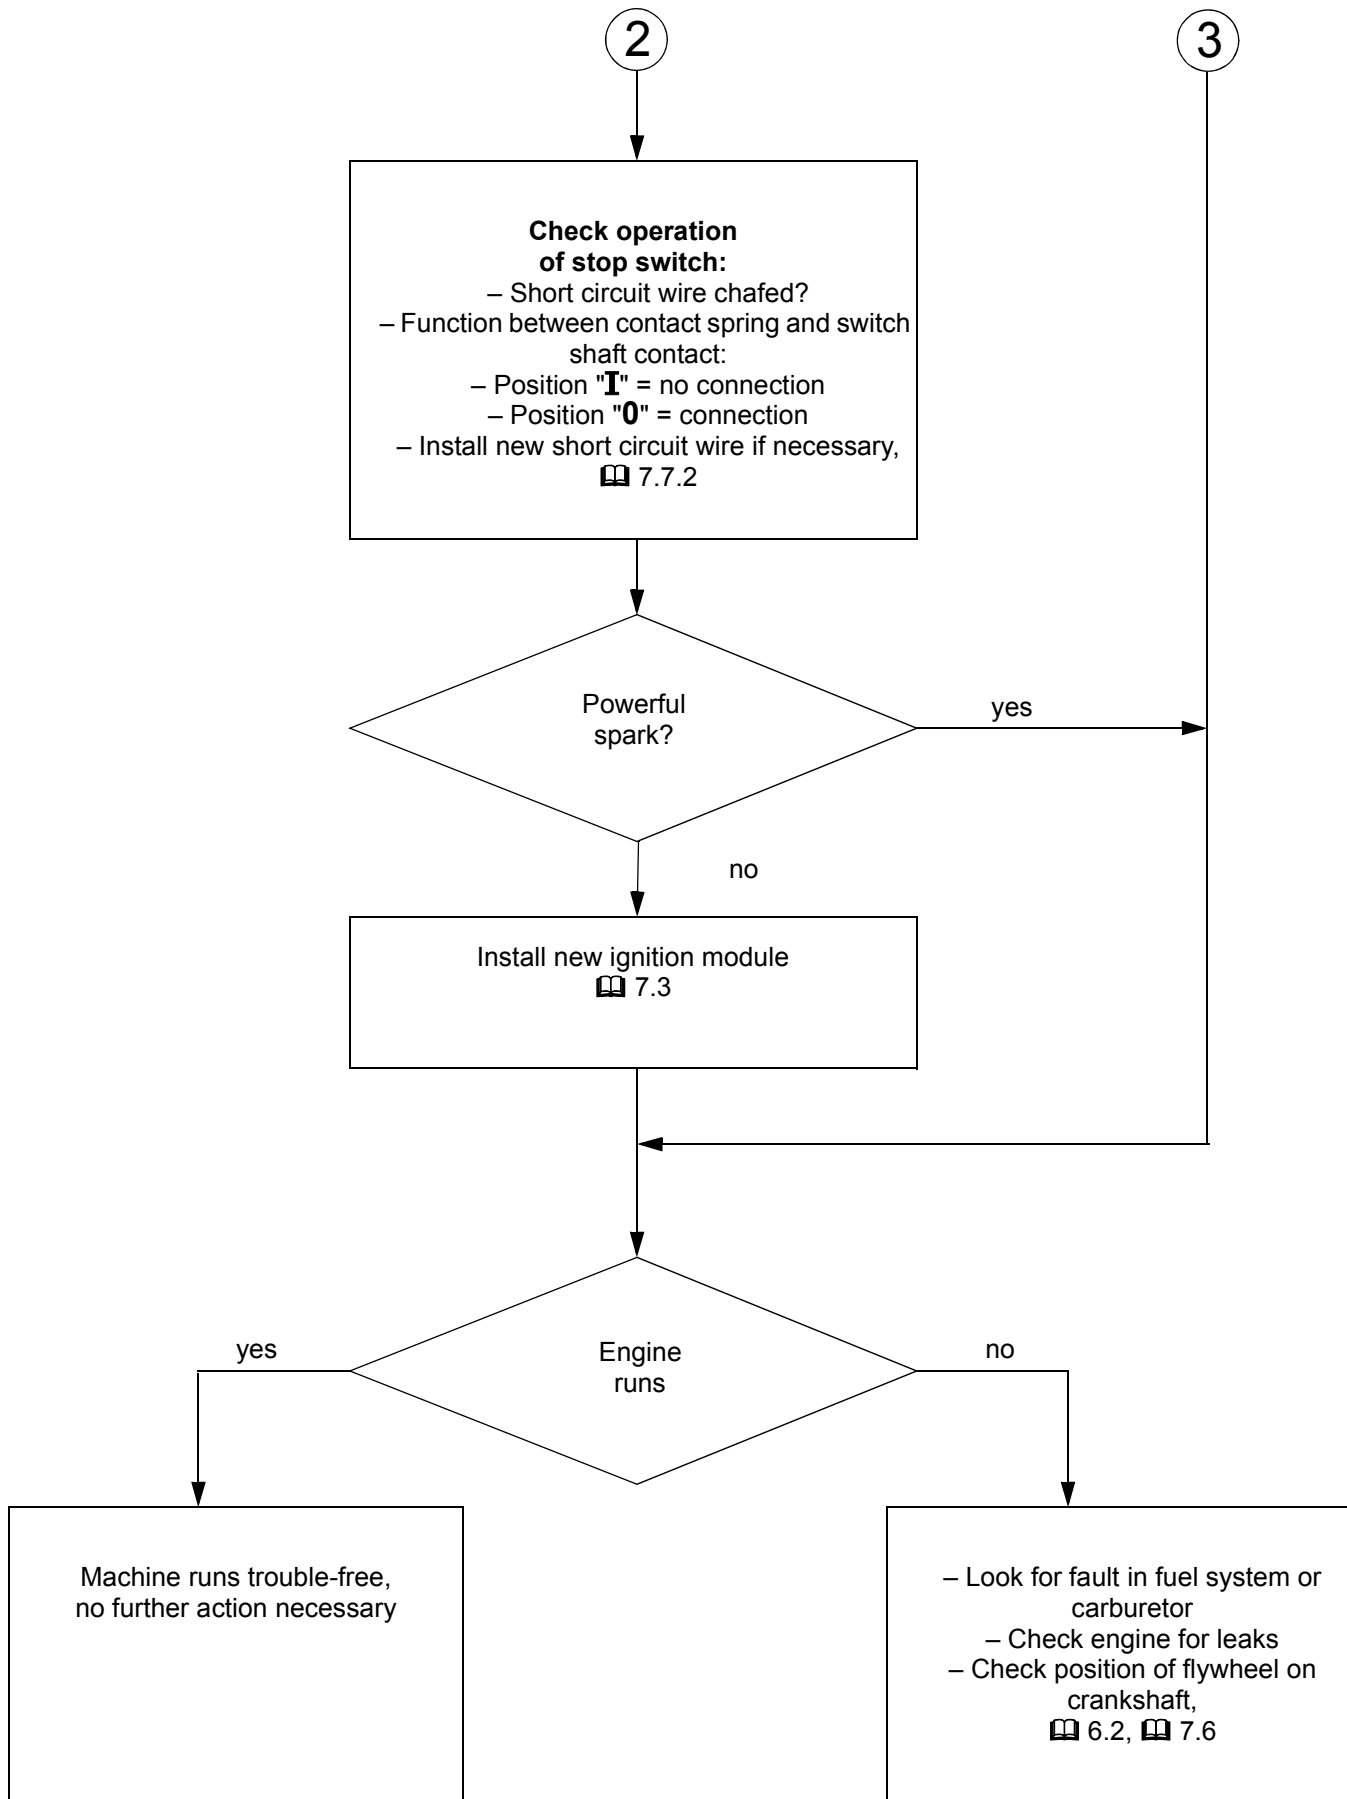 2
3
Check operation
of stop switch:
– Short circuit wire chafed?
– Function between contact spring and switch
shaft contact:
– Position "I" = no connection
– Position "0" = connection
– Install new short circuit wire if necessary,
7.7.2
Powerful
spark?
yes
no
Install new ignition module
7.3
yes
Engine
runs
no
Machine runs trouble-free,
no further action necessary
– Look for fault in fuel system or
carburetor
– Check engine for leaks
– Check position of flywheel on
crankshaft,
6.2, 7.6